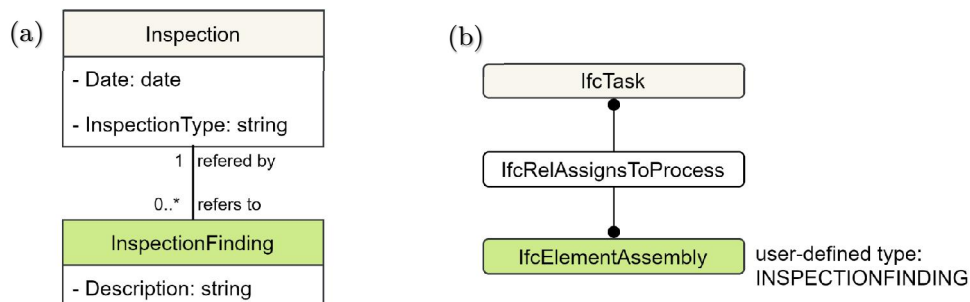 (a)
Inspection
- Date: date
- InspectionType: string
1 refered by
0..* refers to
InspectionFinding
- Description: string
(b)
IfcTask
IfcRelAssignsToProcess
IfcElementAssembly
user-defined type:
INSPECTIONFINDING